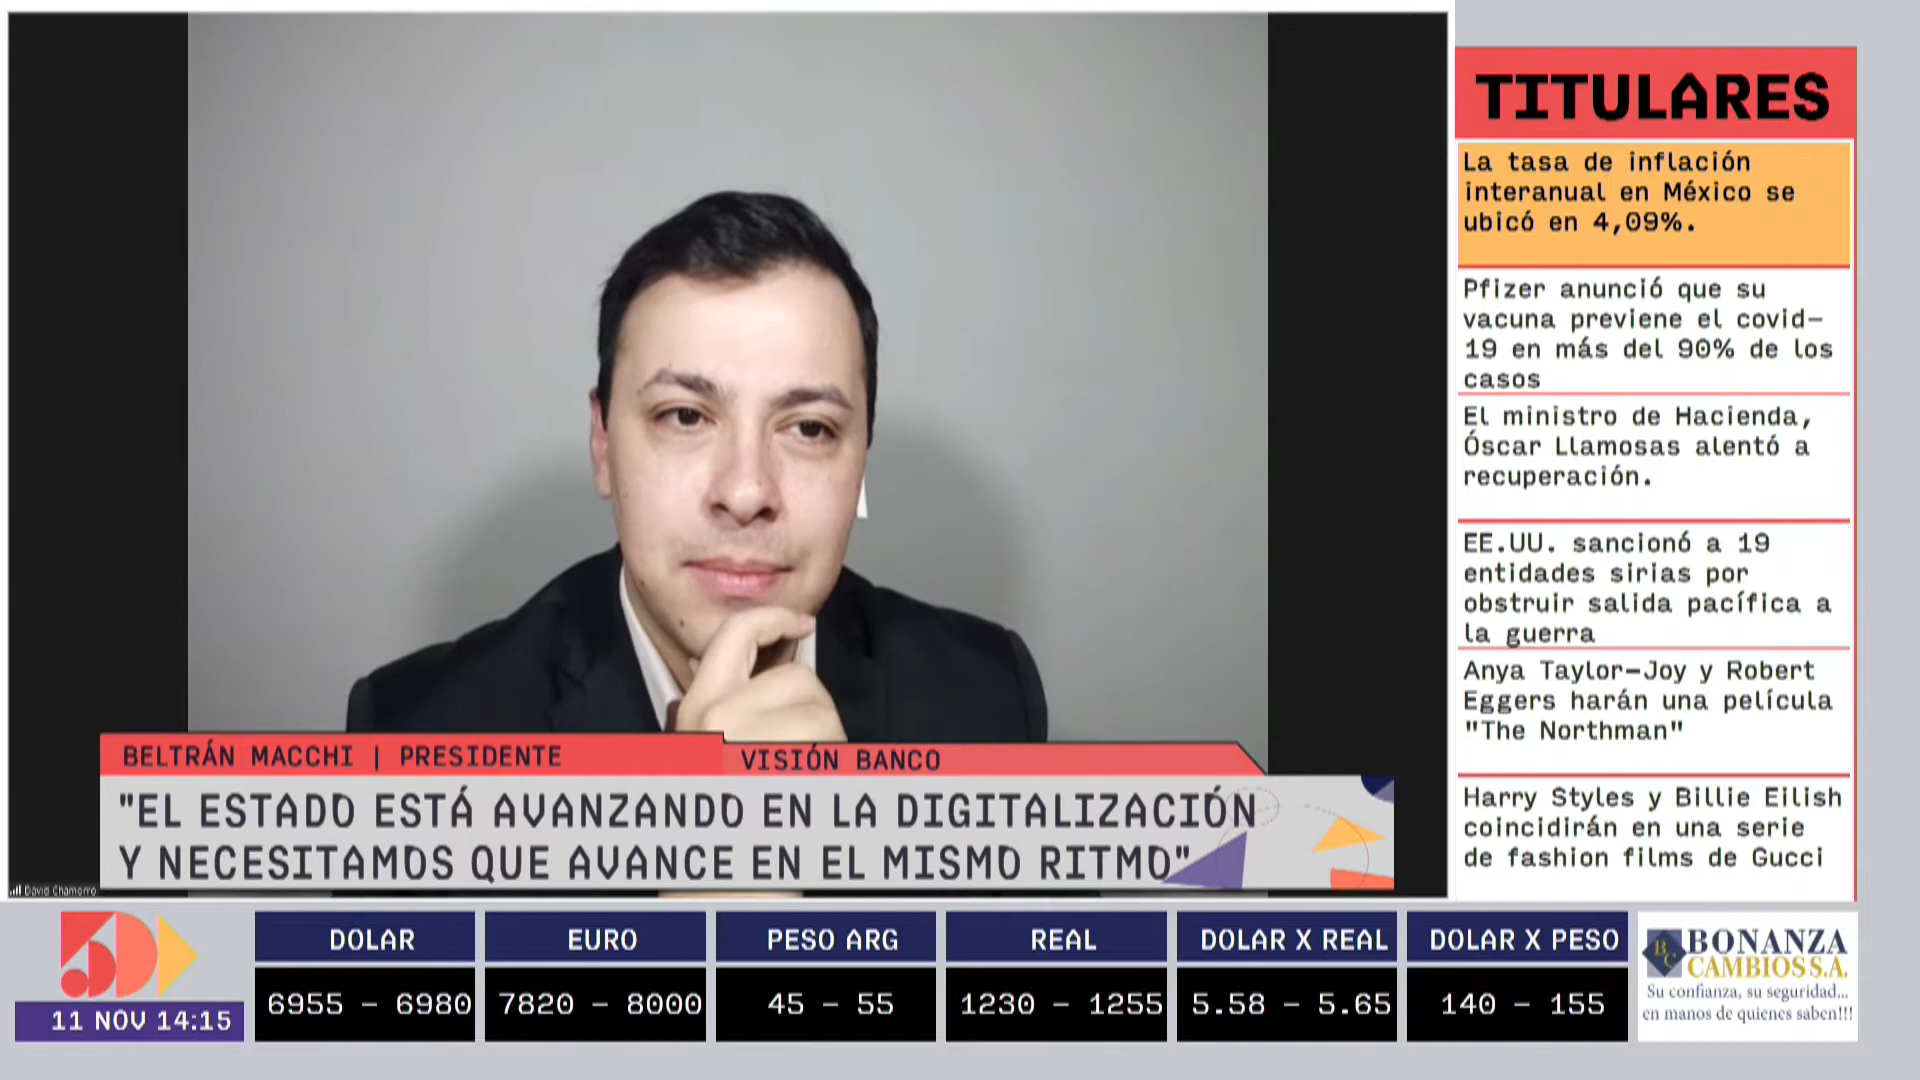 TITULARES
La tasa de inflación
interanual en México se
ubicó en 4,09%.
Pfizer anunció que su
vacuna previene el covid-
19 en más del 90% de los
casos
El ministro de Hacienda,
Óscar Llamosas alentó a
recuperación.
EE.UU. sancionó a 19
entidades sirias por
obstruir salida pacífica a
la guerra
Anya Taylor-Joy y Robert
Eggers harán una película
"The Northman"
Harry Styles y Billie Eilish
coincidirán en una serie
de fashion films de Gucci
BELTRÁN MACCHI | PRESIDENTE
VISIÓN BANCO
"EL ESTADO ESTÁ AVANZANDO EN LA DIGITALIZACIÓN
Y NECESITAMOS QUE AVANCE EN EL MISMO RITMO"
David Chamorro
5D
11 NOV 14:15
DOLAR
6955 - 6980
EURO
7820 - 8000
PESO ARG
45 - 55
REAL
1230 - 1255
DOLAR X REAL
5.58 - 5.65
DOLAR X PESO
140 - 155
BC
BONANZA
CAMBIOS S.A.
Su confianza, su seguridad...
en manos de quienes saben!!!